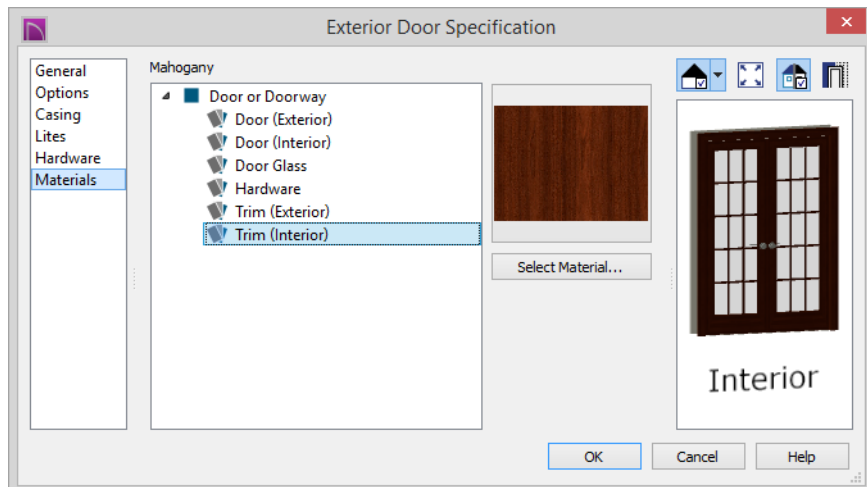 Exterior Door Specification
General
Options
Casing
Lites
Hardware
Materials
Mahogany
Door or Doorway
Door (Exterior)
Door (Interior)
Door Glass
Hardware
Trim (Exterior)
Trim (Interior)
Select Material...
Interior
OK
Cancel
Help